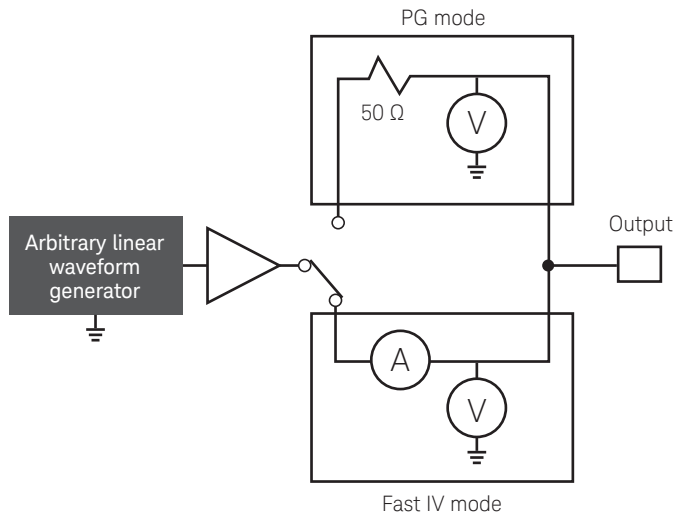 PG mode
50 Ω
V
Output
Arbitrary linear
waveform
generator
A
V
Fast IV mode